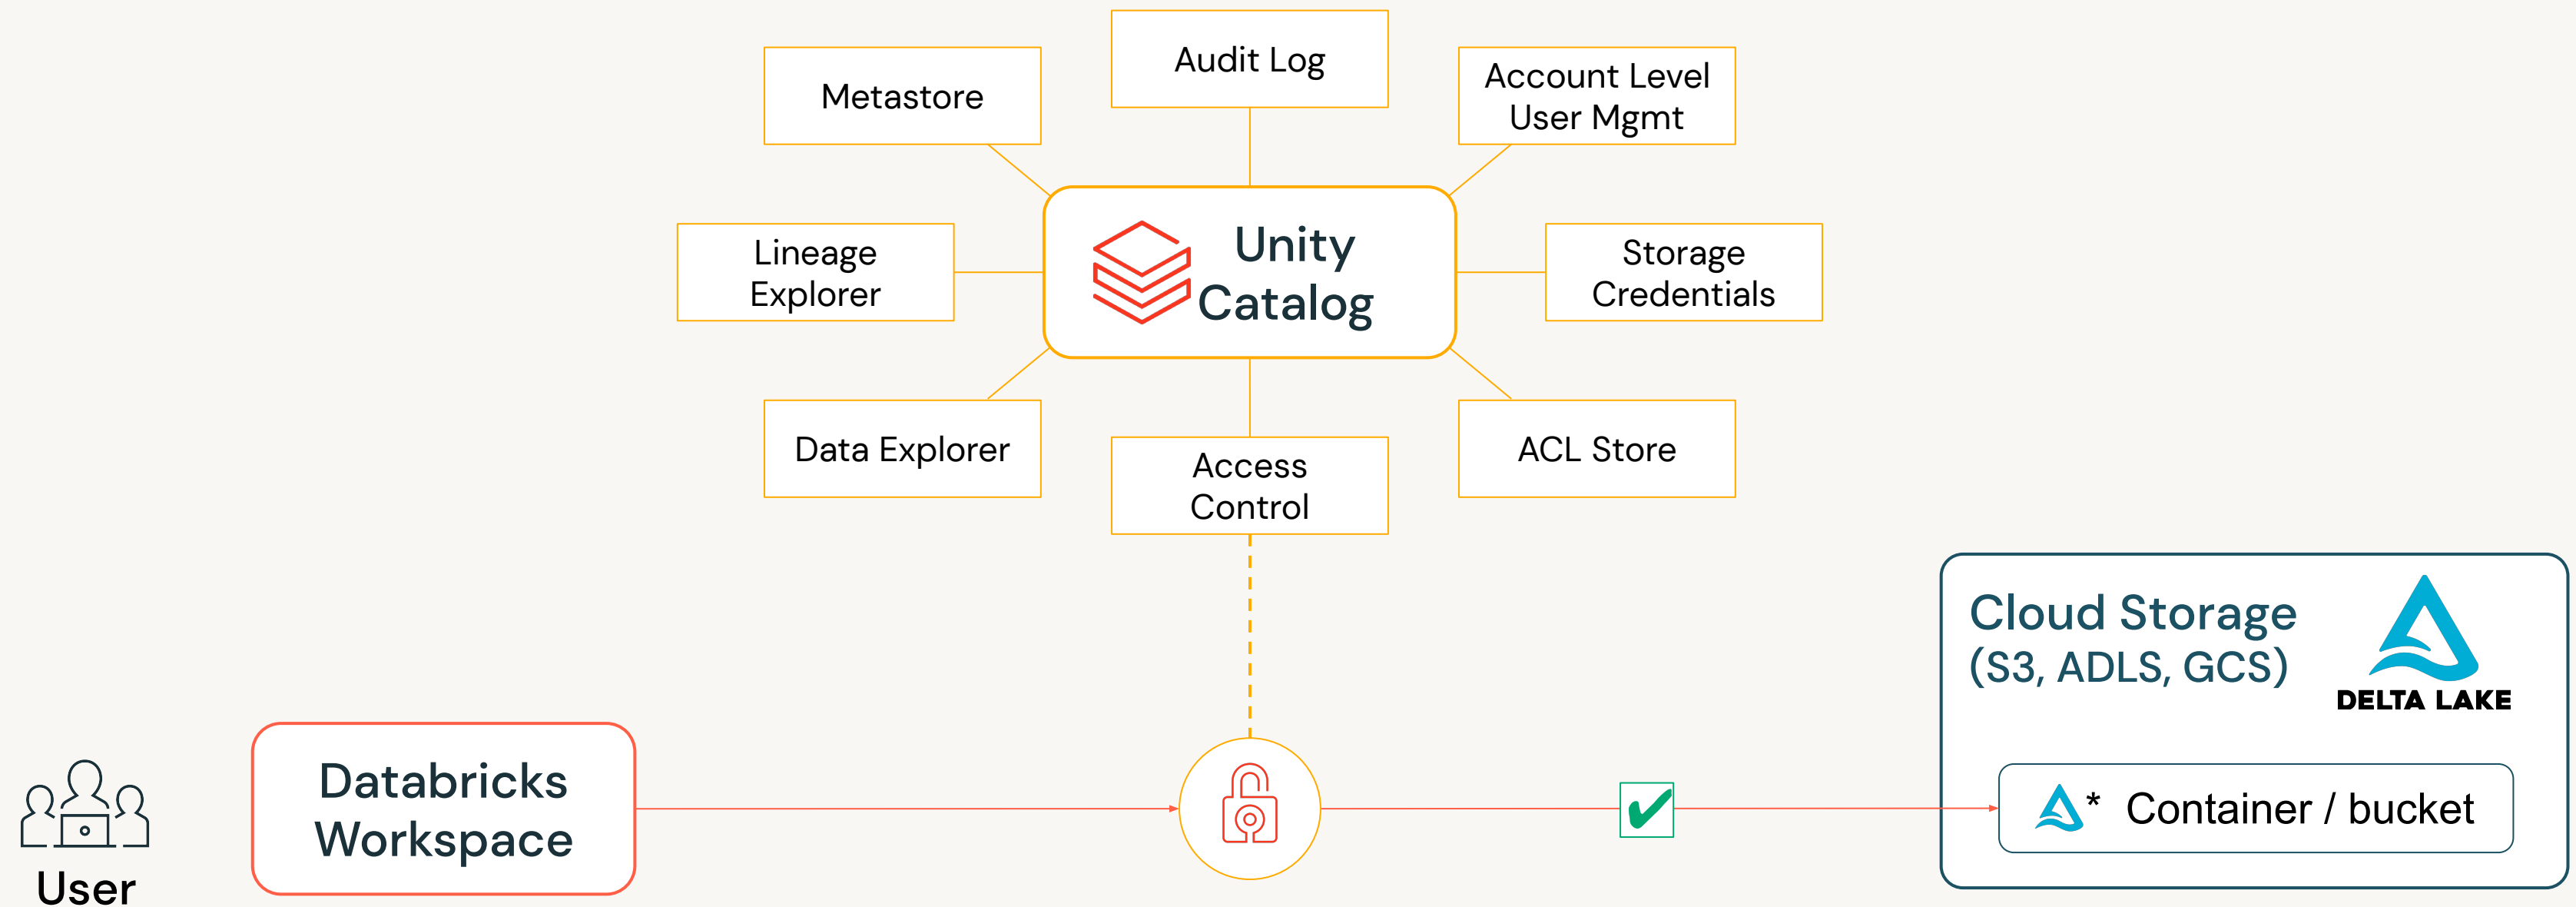 Audit Log
Metastore
Account Level
User Mgmt
Unity
Catalog
Lineage
Explorer
Storage
Credentials
Data Explorer
Access
Control
ACL Store
Cloud Storage
(S3, ADLS, GCS)
DELTA LAKE
Databricks
Workspace
* Container / bucket
User